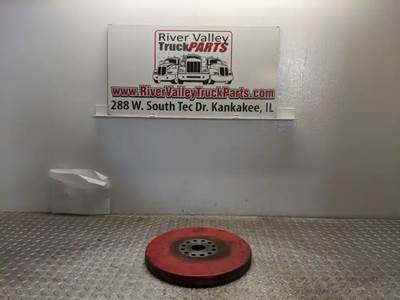 River Valley
TruckPARTS
www.RiverValleyTruckParts.com
288 W. South Tec Dr. Kankakee, IL